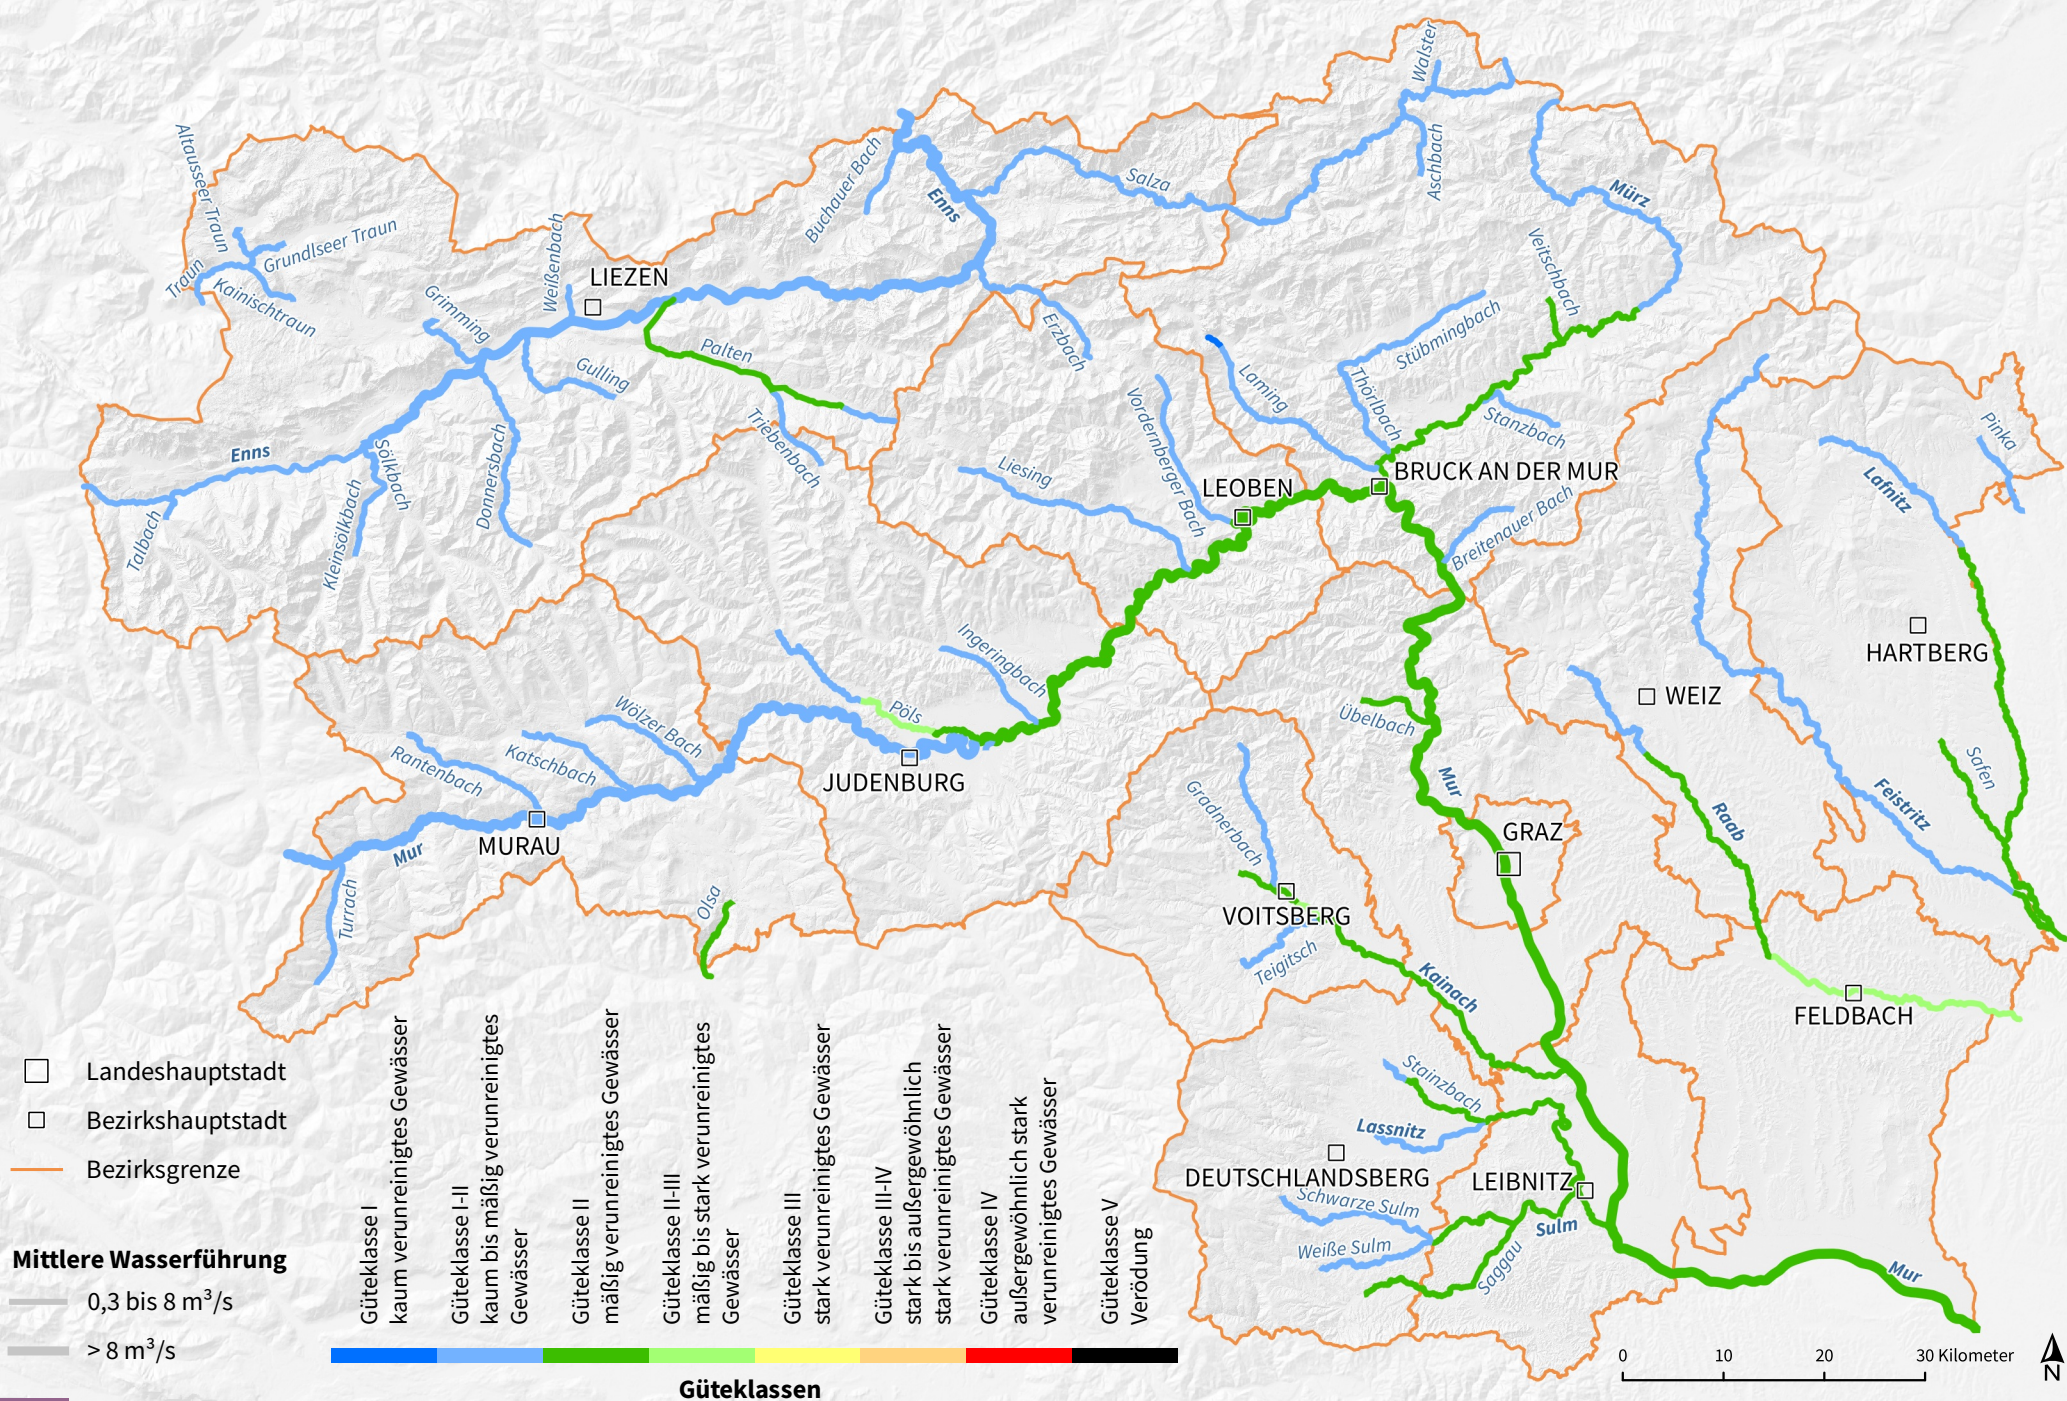 Walster
Altausseer Traun
Buchauer Bach
Aschbach
Salza
Enns
Mürz
Grundlseer Traun
Traun
Kainischtraun
Weißenbach
LIEZEN
Veitschbach
Grimming
Erzbach
Stübmingbach
Palten
Gulling
Laming
Thörlbach
Vordernberger Bach
Stanzbach
Pinka
Triebenbach
Enns
Sölkbach
Donnersbach
Liesing
BRUCK AN DER MUR
LEOBEN
Lafnitz
Talbach
Kleinsölkbach
Breitenauer Bach
HARTBERG
Ingeringbach
WEIZ
Pöls
Wölzer Bach
Übelbach
Katschbach
Rantenbach
JUDENBURG
Mur
Safen
Feistritz
Raab
Gradnerbach
GRAZ
MURAU
Mur
Turrach
Olsa
VOITSBERG
Teigitsch
Kainach
FELDBACH
Stainzbach
Lassnitz
DEUTSCHLANDSBERG
LEIBNITZ
Schwarze Sulm
Sulm
Weiße Sulm
Saggau
Mur
Landeshauptstadt
Bezirkshauptstadt
Bezirksgrenze
Mittlere Wasserführung
0,3 bis 8 m³/s
> 8 m³/s
Güteklasse I
kaum verunreinigtes Gewässer
Güteklasse I-II
kaum bis mäßig verunreinigtes
Gewässer
Güteklasse II
mäßig verunreinigtes Gewässer
Güteklasse II-III
mäßig bis stark verunreinigtes
Gewässer
Güteklasse III
stark verunreinigtes Gewässer
Güteklasse III-IV
stark bis außergewöhnlich
stark verunreinigtes Gewässer
Güteklasse IV
außergewöhnlich stark
verunreinigtes Gewässer
Güteklasse V
Verödung
Güteklassen
0 10 20 30 Kilometer
N